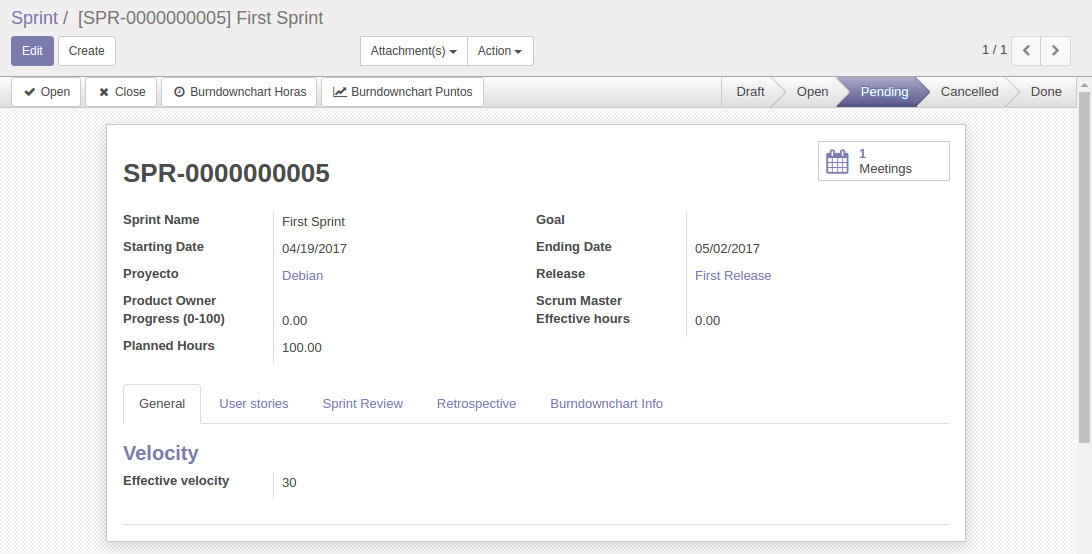 Sprint / [SPR-0000000005] First Sprint
Edit Create Attachment(s) Action 1 / 1
Open Close Burndownchart Horas Burndownchart Puntos Draft Open Pending Cancelled Done
1
Meetings
SPR-0000000005
Sprint Name First Sprint Goal
Starting Date 04/19/2017 Ending Date 05/02/2017
Proyecto Debian Release First Release
Product Owner Scrum Master
Progress (0-100) 0.00 Effective hours 0.00
Planned Hours 100.00
General User stories Sprint Review Retrospective Burndownchart Info
Velocity
Effective velocity 30